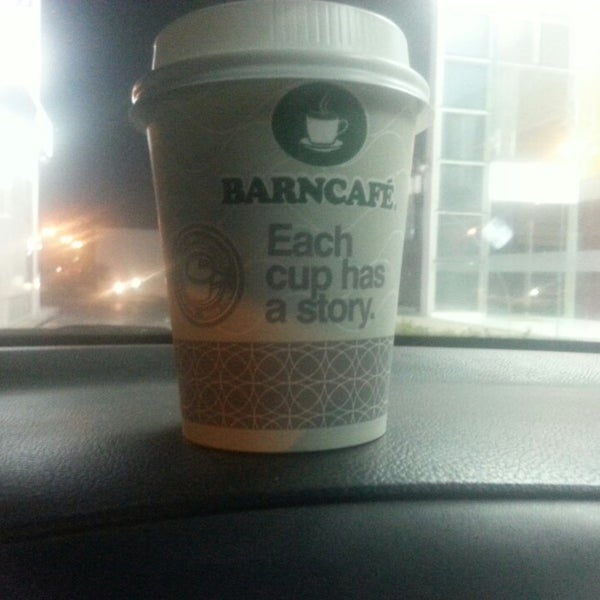 BARNCAFÉ.
Each
cup has
a story.